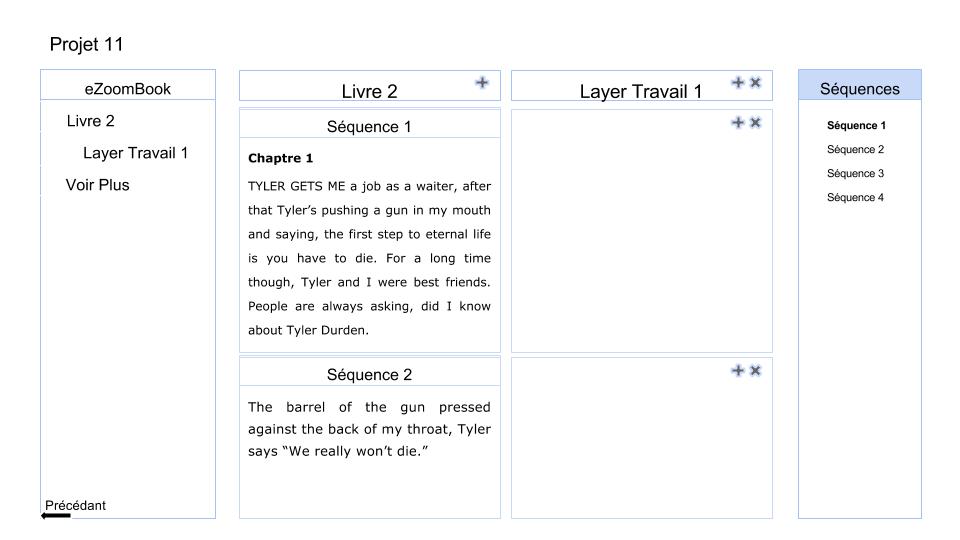 Projet 11
eZoomBook
Livre 2
Layer Travail 1
Voir Plus
Précédant
Livre 2
Séquence 1
Chaptre 1
TYLER GETS ME a job as a waiter, after
that Tyler’s pushing a gun in my mouth
and saying, the first step to eternal life
is you have to die. For a long time
though, Tyler and I were best friends.
People are always asking, did I know
about Tyler Durden.
Séquence 2
The barrel of the gun pressed
against the back of my throat, Tyler
says “We really won’t die.”
Layer Travail 1
Séquences
Séquence 1
Séquence 2
Séquence 3
Séquence 4